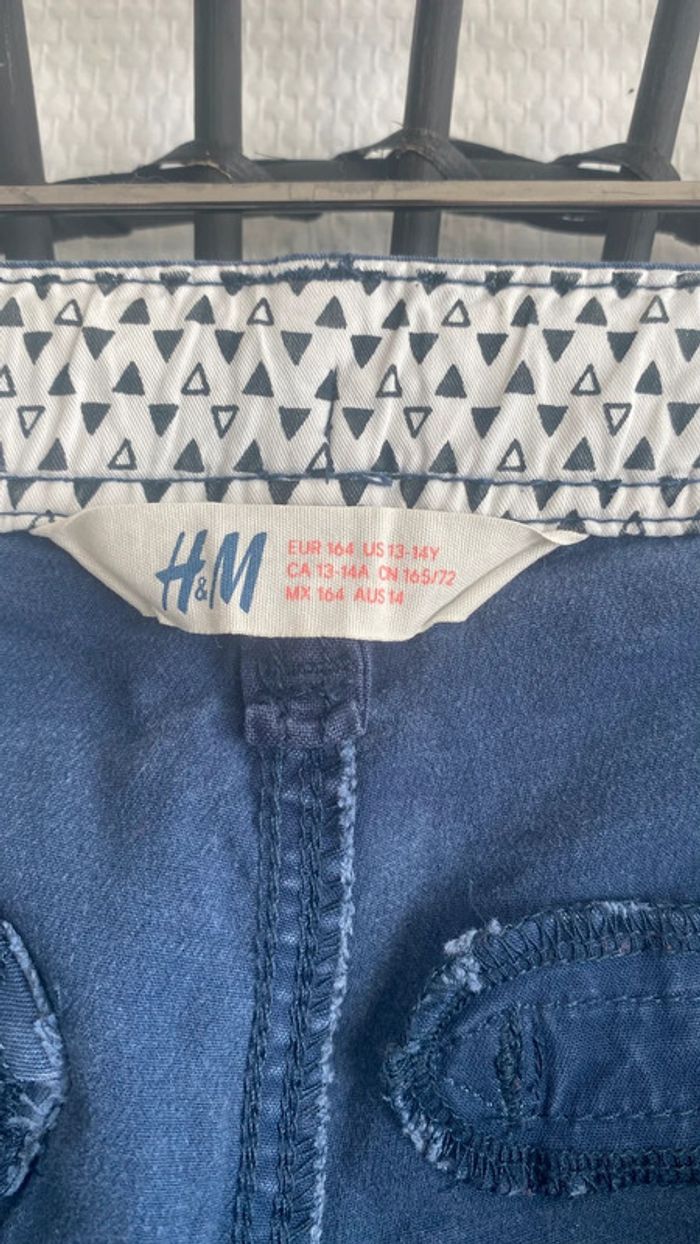 H&M
EUR 164 US 13-14Y
CA 13-14A CN 165/72
MX 164 AUS 14